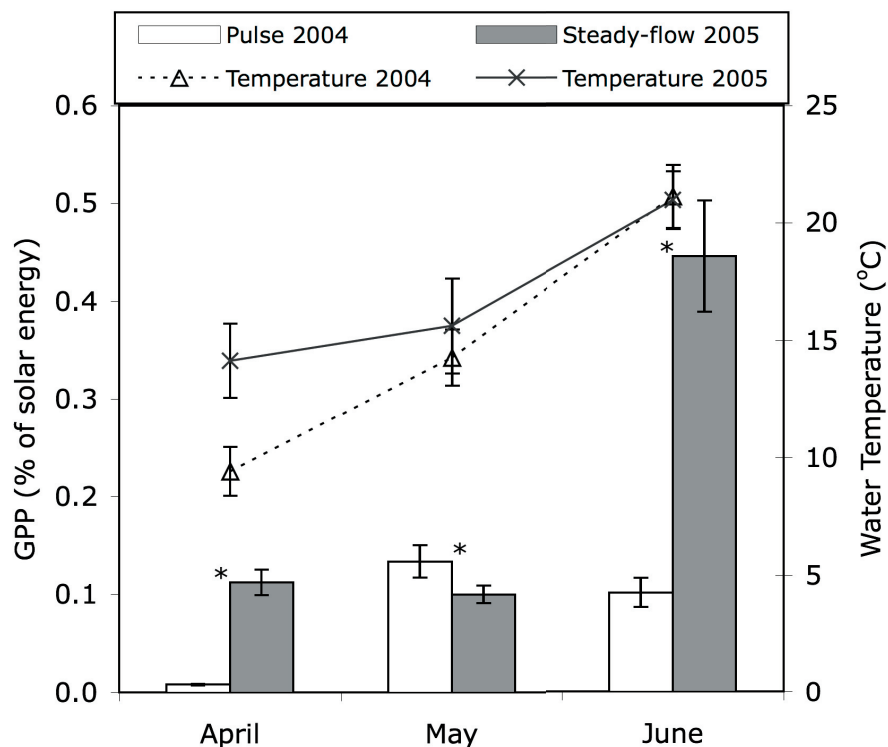 Pulse 2004
Steady-flow 2005
Temperature 2004
Temperature 2005
0.6
0.5
0.4
0.3
0.2
0.1
0.0
GPP (% of solar energy)
25
20
15
10
5
0
Water Temperature (°C)
*
*
*
April
May
June